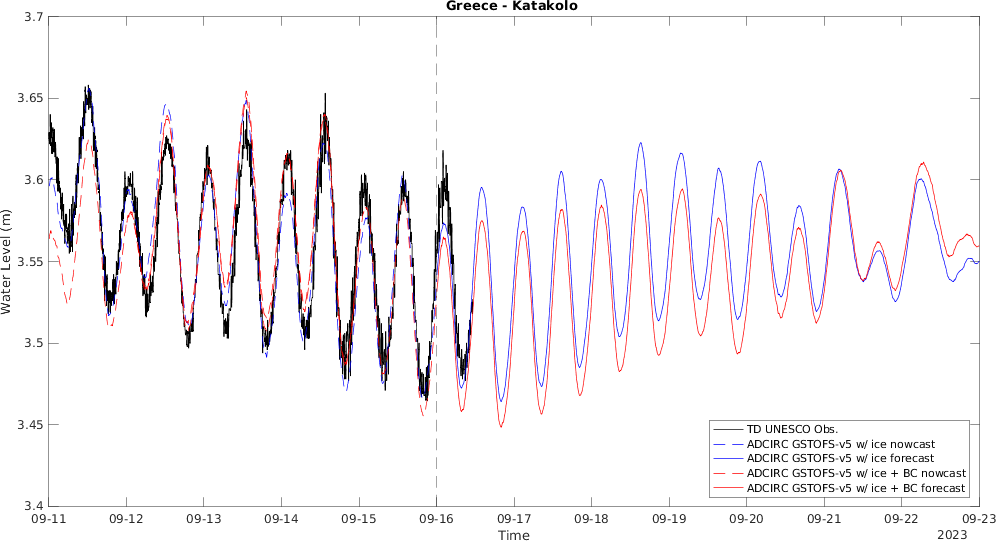 Greece - Katakolo
3.7
3.65
3.6
3.55
3.5
3.45
3.4
Water Level (m)
TD UNESCO Obs.
ADCIRC GSTOFS-v5 w/ ice nowcast
ADCIRC GSTOFS-v5 w/ ice forecast
ADCIRC GSTOFS-v5 w/ ice + BC nowcast
ADCIRC GSTOFS-v5 w/ ice + BC forecast
09-11 09-12 09-13 09-14 09-15 09-16 09-17 09-18 09-19 09-20 09-21 09-22 09-23
Time
2023